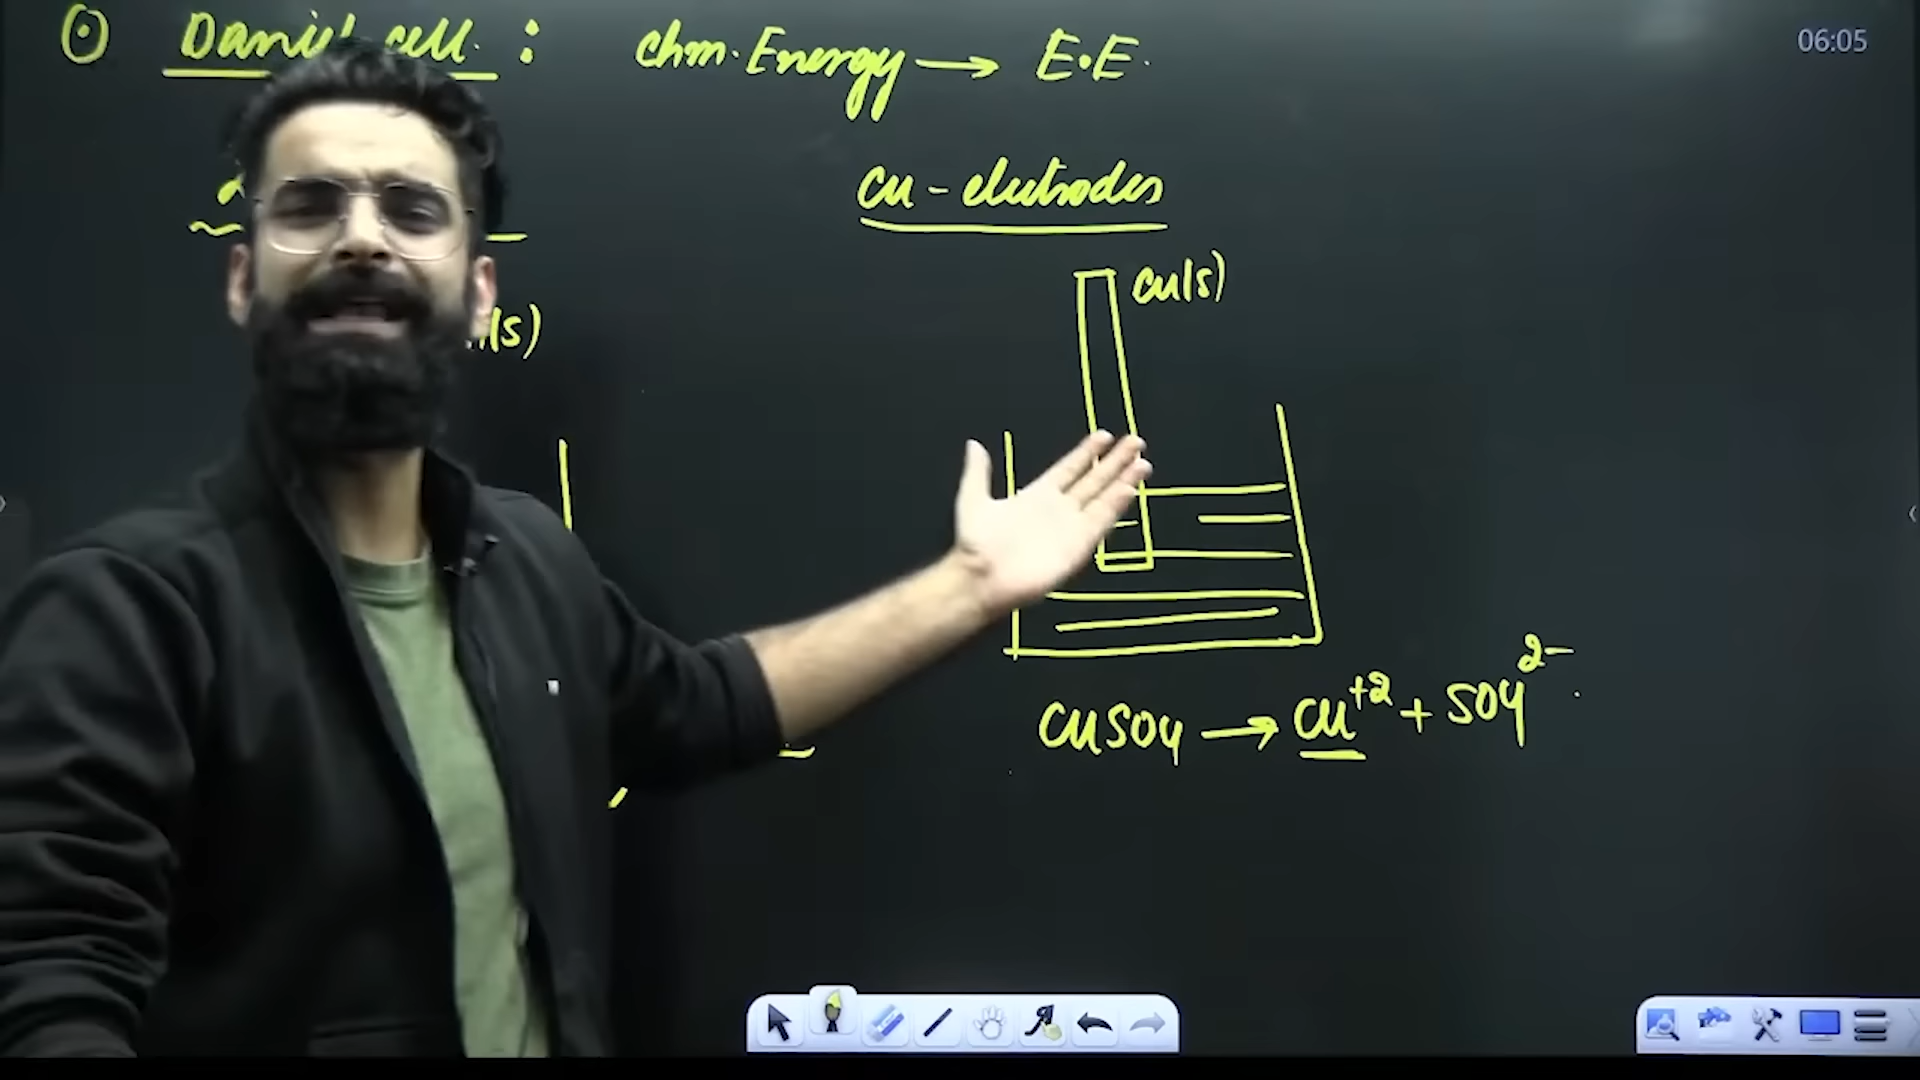 Daniel cell : Chm. Energy → E.E.
06:05
Cu - electrodes
Cu(s)
(s)
CuSO4 → Cu+2 + SO4 2-